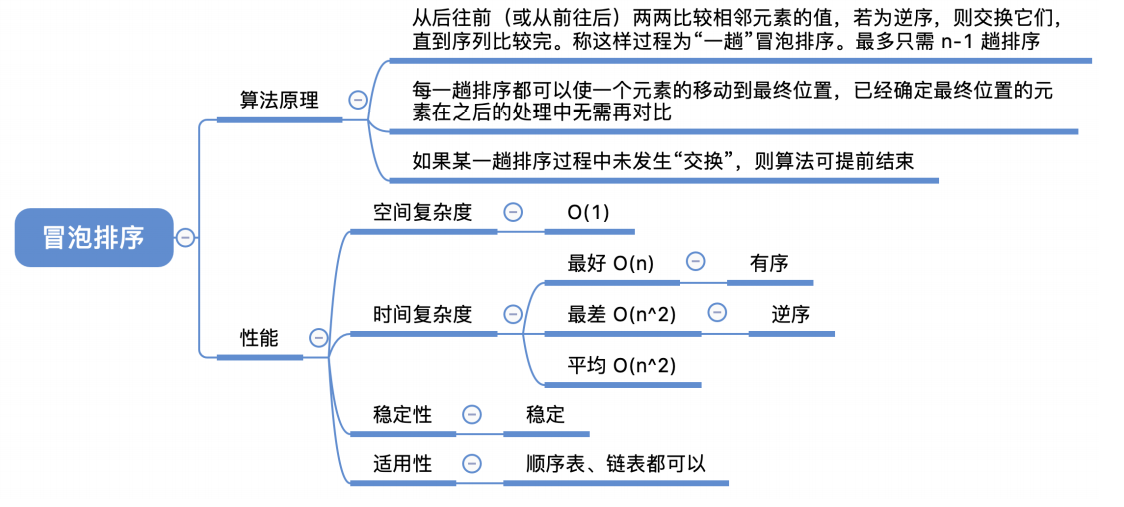 冒泡排序
算法原理
从后往前（或从前往后）两两比较相邻元素的值，若为逆序，则交换它们，
直到序列比较完。称这样过程为“一趟”冒泡排序。最多只需 n-1 趟排序
每一趟排序都可以使一个元素的移动到最终位置，已经确定最终位置的元
素在之后的处理中无需再对比
如果某一趟排序过程中未发生“交换”，则算法可提前结束
性能
空间复杂度
O(1)
时间复杂度
最好 O(n)
有序
最差 O(n^2)
逆序
平均 O(n^2)
稳定性
稳定
适用性
顺序表、链表都可以